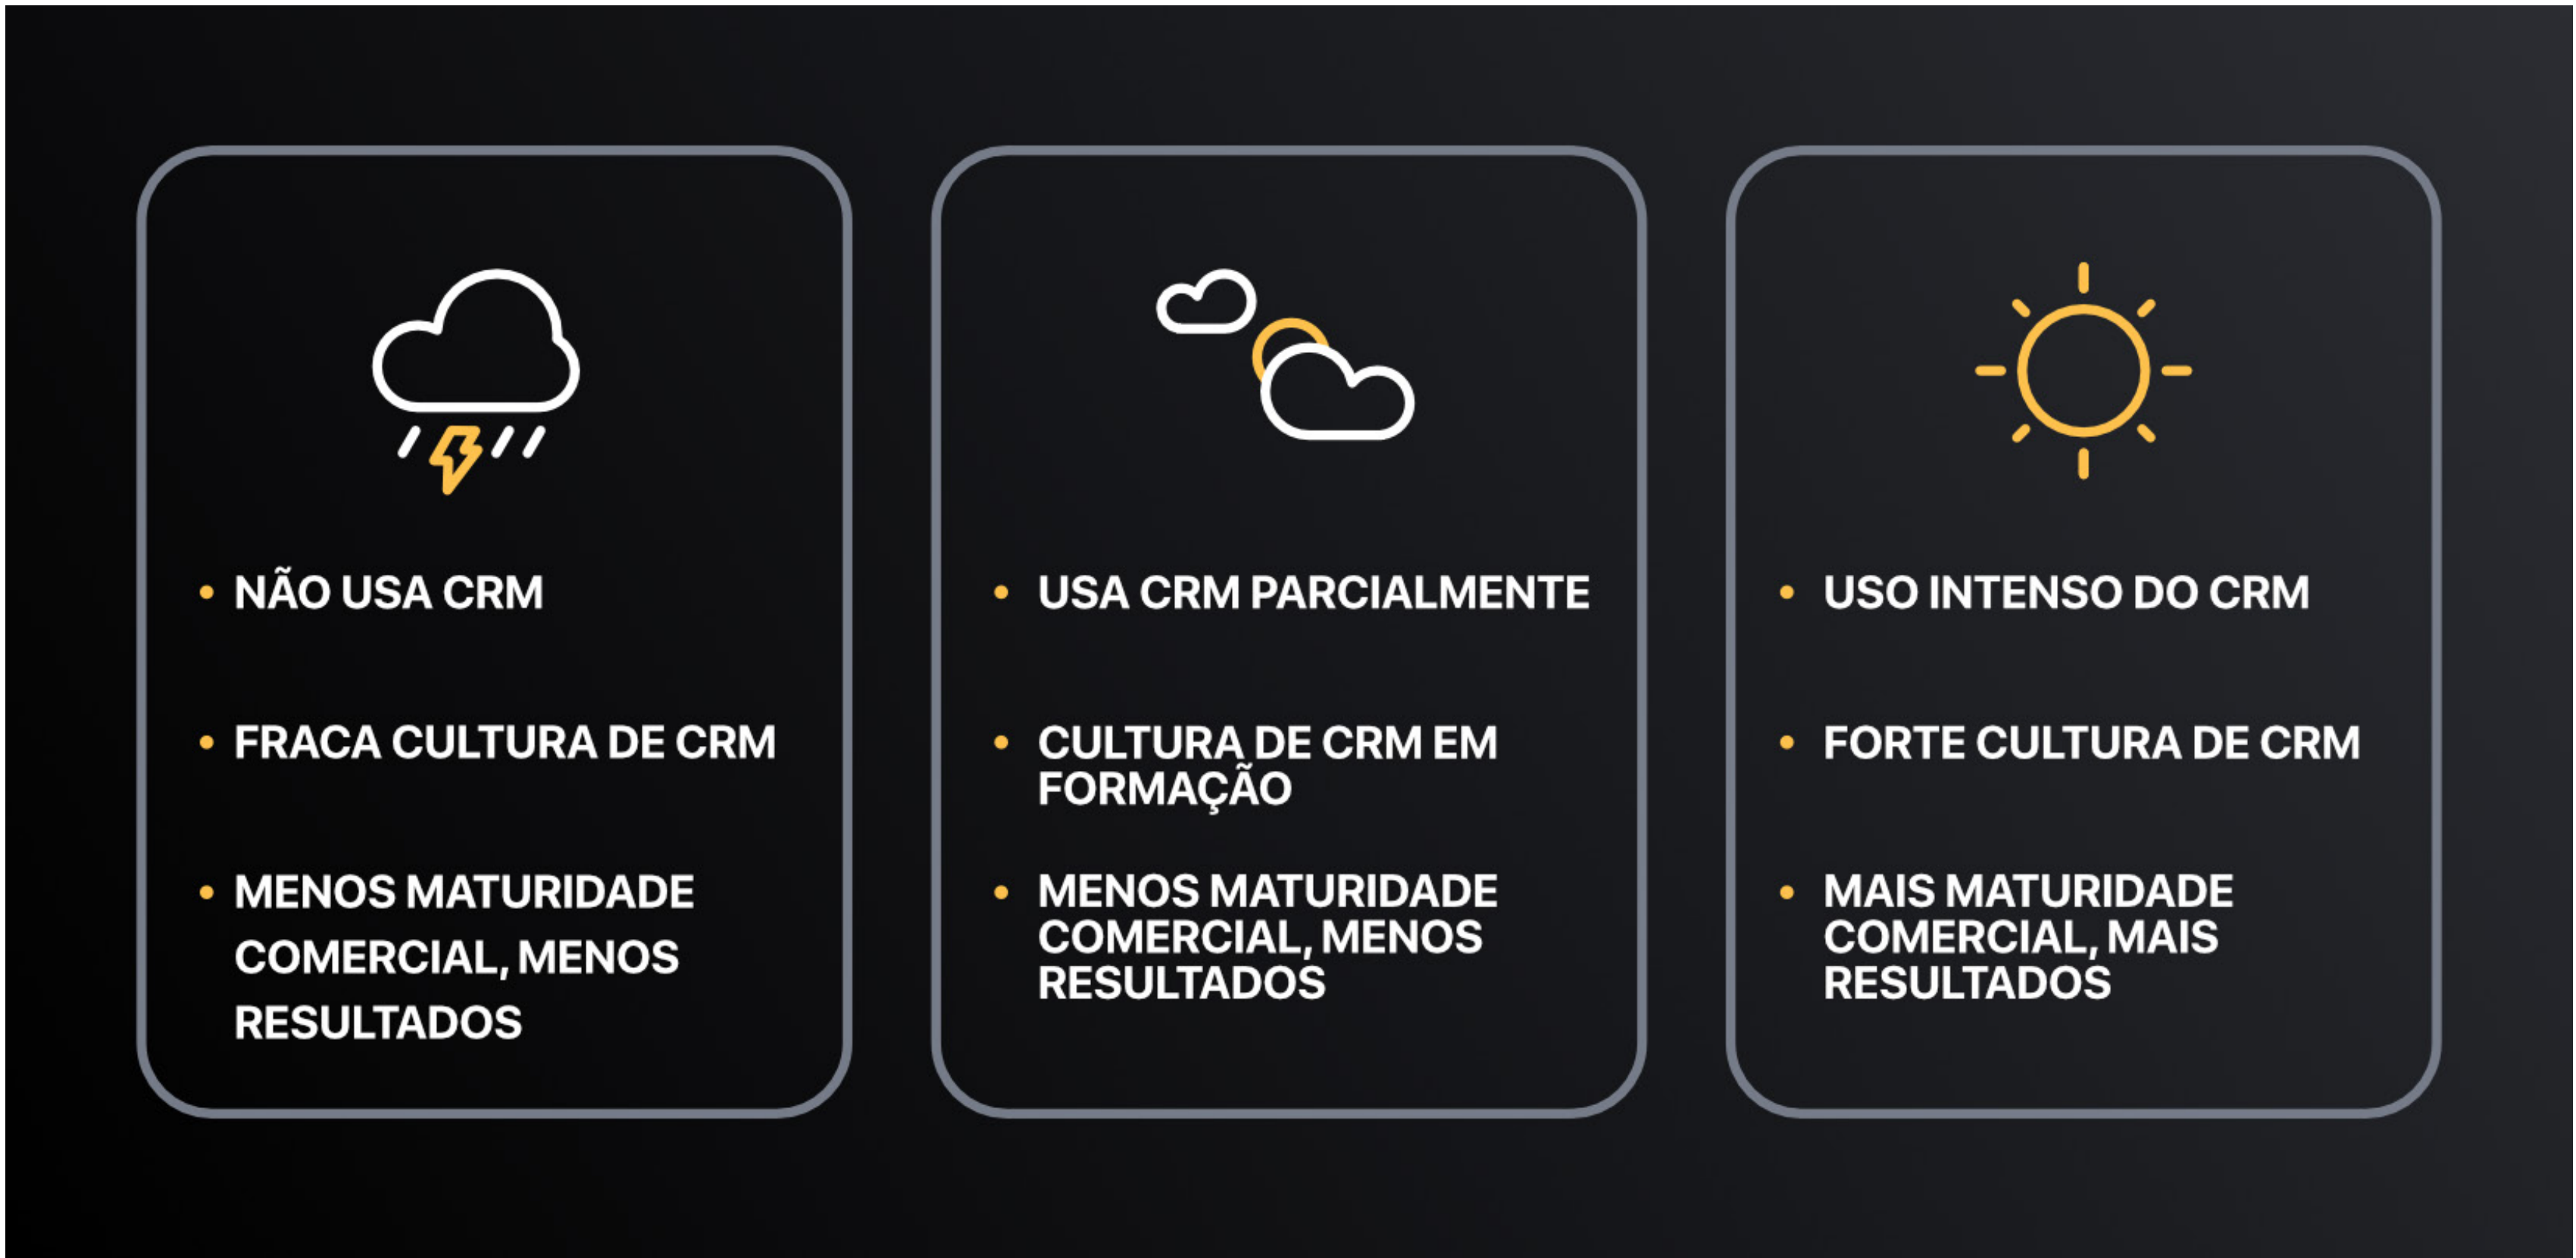 NÃO USA CRM
FRACA CULTURA DE CRM
MENOS MATURIDADE
COMERCIAL, MENOS
RESULTADOS
USA CRM PARCIALMENTE
CULTURA DE CRM EM
FORMAÇÃO
MENOS MATURIDADE
COMERCIAL, MENOS
RESULTADOS
USO INTENSO DO CRM
FORTE CULTURA DE CRM
MAIS MATURIDADE
COMERCIAL, MAIS
RESULTADOS